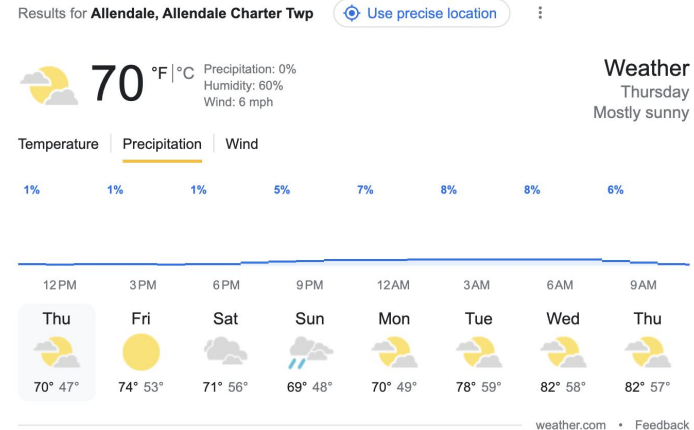 Results for Allendale, Allendale Charter Twp
Use precise location
70 °F | °C
Precipitation: 0%
Humidity: 60%
Wind: 6 mph
Weather
Thursday
Mostly sunny
Temperature Precipitation Wind
1% 1% 1% 5% 7% 8% 8% 6%
12 PM 3 PM 6 PM 9 PM 12 AM 3 AM 6 AM 9 AM
Thu Fri Sat Sun Mon Tue Wed Thu
70° 47° 74° 53° 71° 56° 69° 48° 70° 49° 78° 59° 82° 58° 82° 57°
weather.com • Feedback